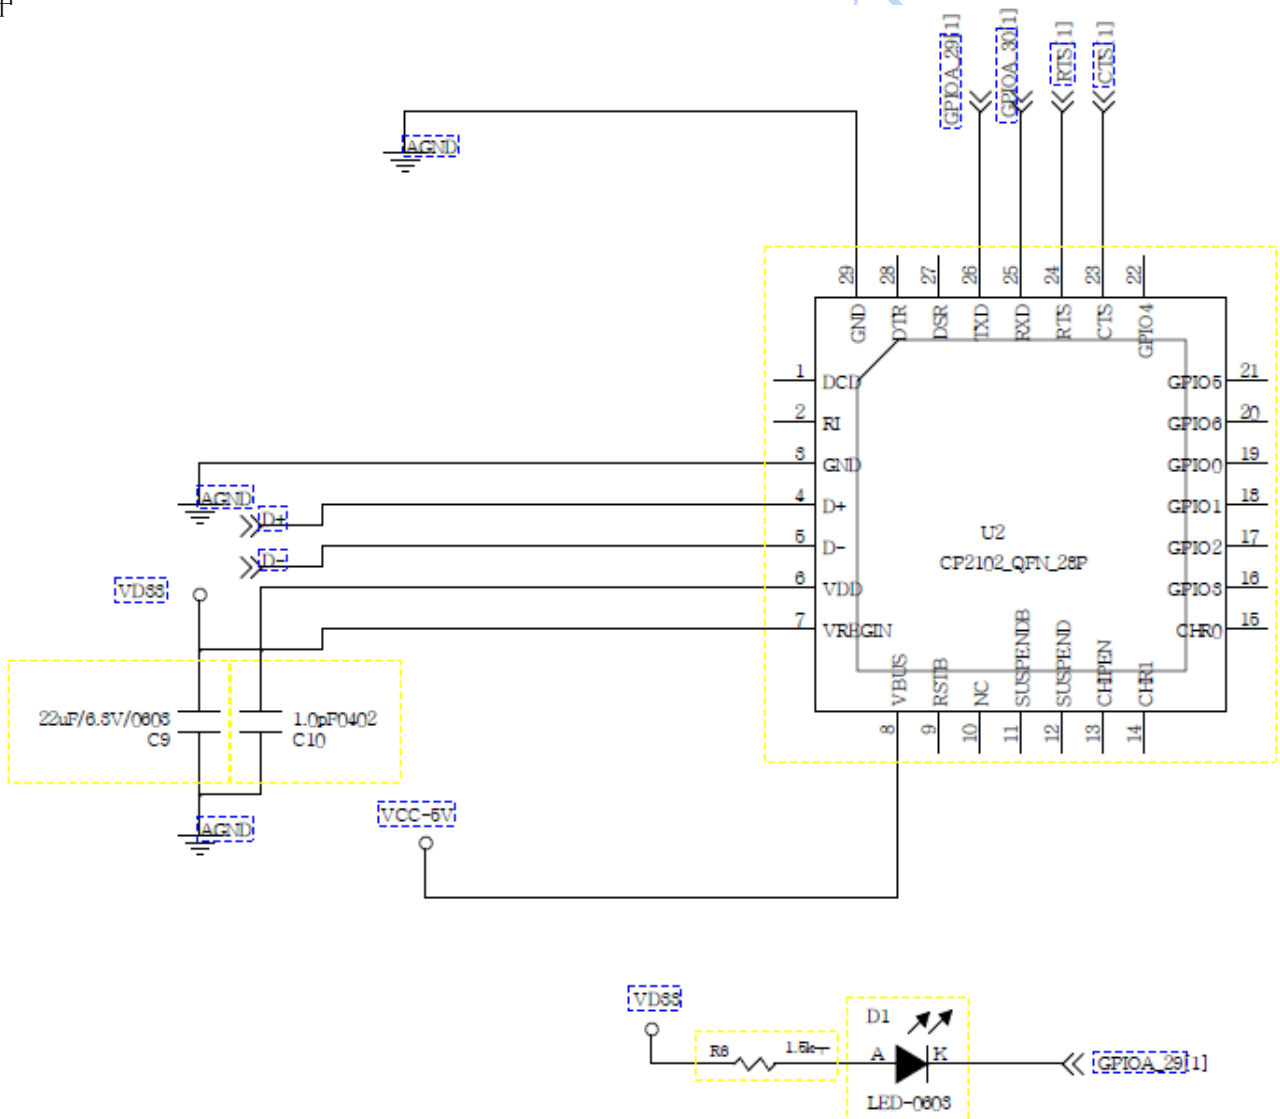 GPIOA_29[1]
GPIOA_30[1]
RTS[1]
CTS[1]
AGND
29
28
27
26
25
24
23
22
GND
DTR
DSR
TXD
RXD
RTS
CTS
GPIO4
1 DCD
2 RI
3 GND
4 D+
5 D-
6 VDD
7 VREGIN
GPIO5 21
GPIO6 20
GPIO0 19
GPIO1 18
GPIO2 17
GPIO3 16
CHR0 15
U2
CP2102_QFN_28P
AGND
D+
D-
VD33
VBUS
RSTB
NC
SUSPENDB
SUSPEND
CHIPEN
CHR1
8
9
10
11
12
13
14
22uF/6.3V/0603
C9
1.0pF0402
C10
AGND
VCC-5V
VD33
R6 1.5k
D1
A K
LED-0603
GPIOA_29[1]